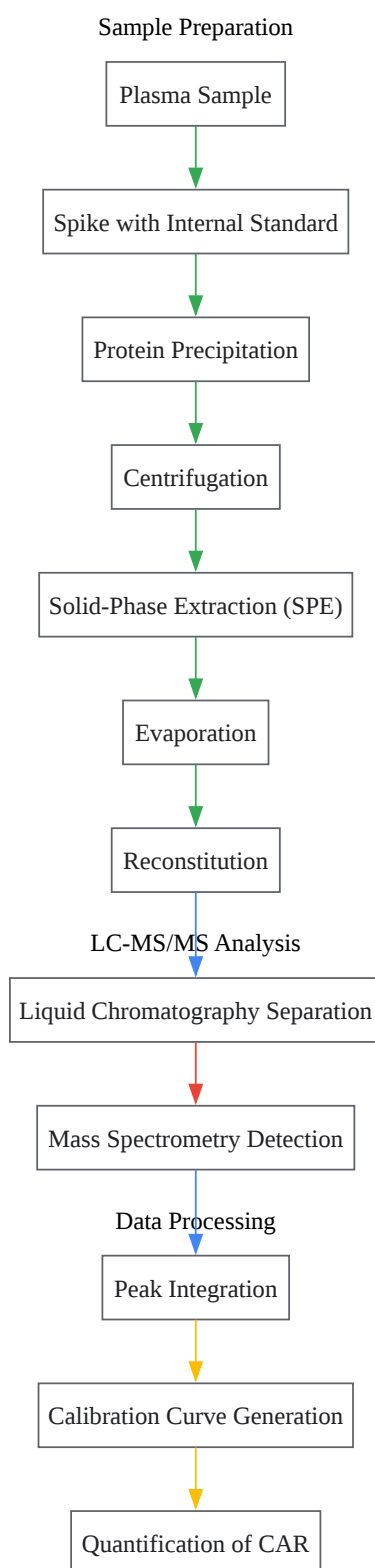 Sample Preparation
Plasma Sample
Spike with Internal Standard
Protein Precipitation
Centrifugation
Solid-Phase Extraction (SPE)
Evaporation
Reconstitution
LC-MS/MS Analysis
Liquid Chromatography Separation
Mass Spectrometry Detection
Data Processing
Peak Integration
Calibration Curve Generation
Quantification of CAR